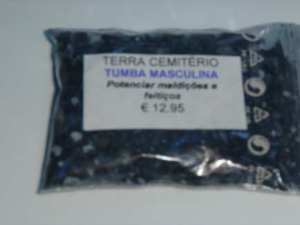 TERRA CEMITÉRIO
TUMBA MASCULINA
Potenciar maldições e
feitiços
€ 12.95